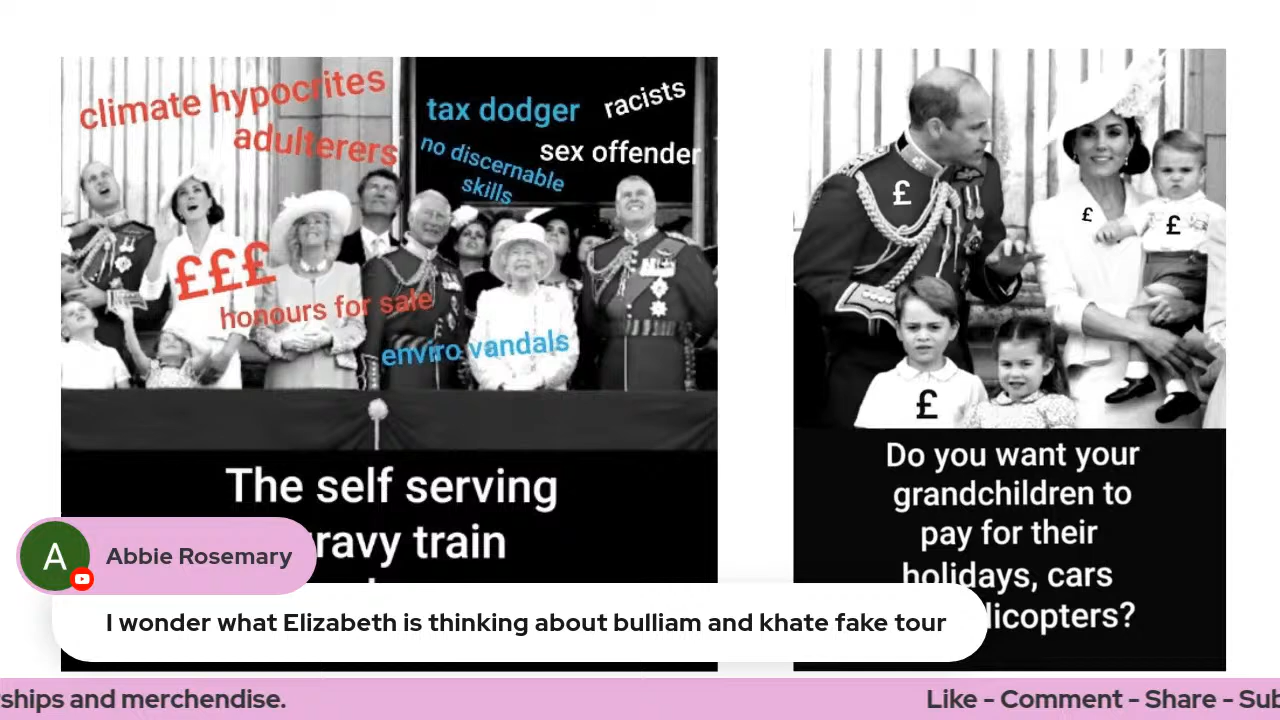 climate hypocrites
adulterers
tax dodger
racists
no discernable
skills
sex offender
£££
honours for sale
enviro vandals
The self serving
ravy train
£
£
£
£
Do you want your
grandchildren to
pay for their
holidays, cars
licopters?
A
Abbie Rosemary
I wonder what Elizabeth is thinking about bulliam and khate fake tour
rships and merchendise.
Like - Comment - Share - Sub